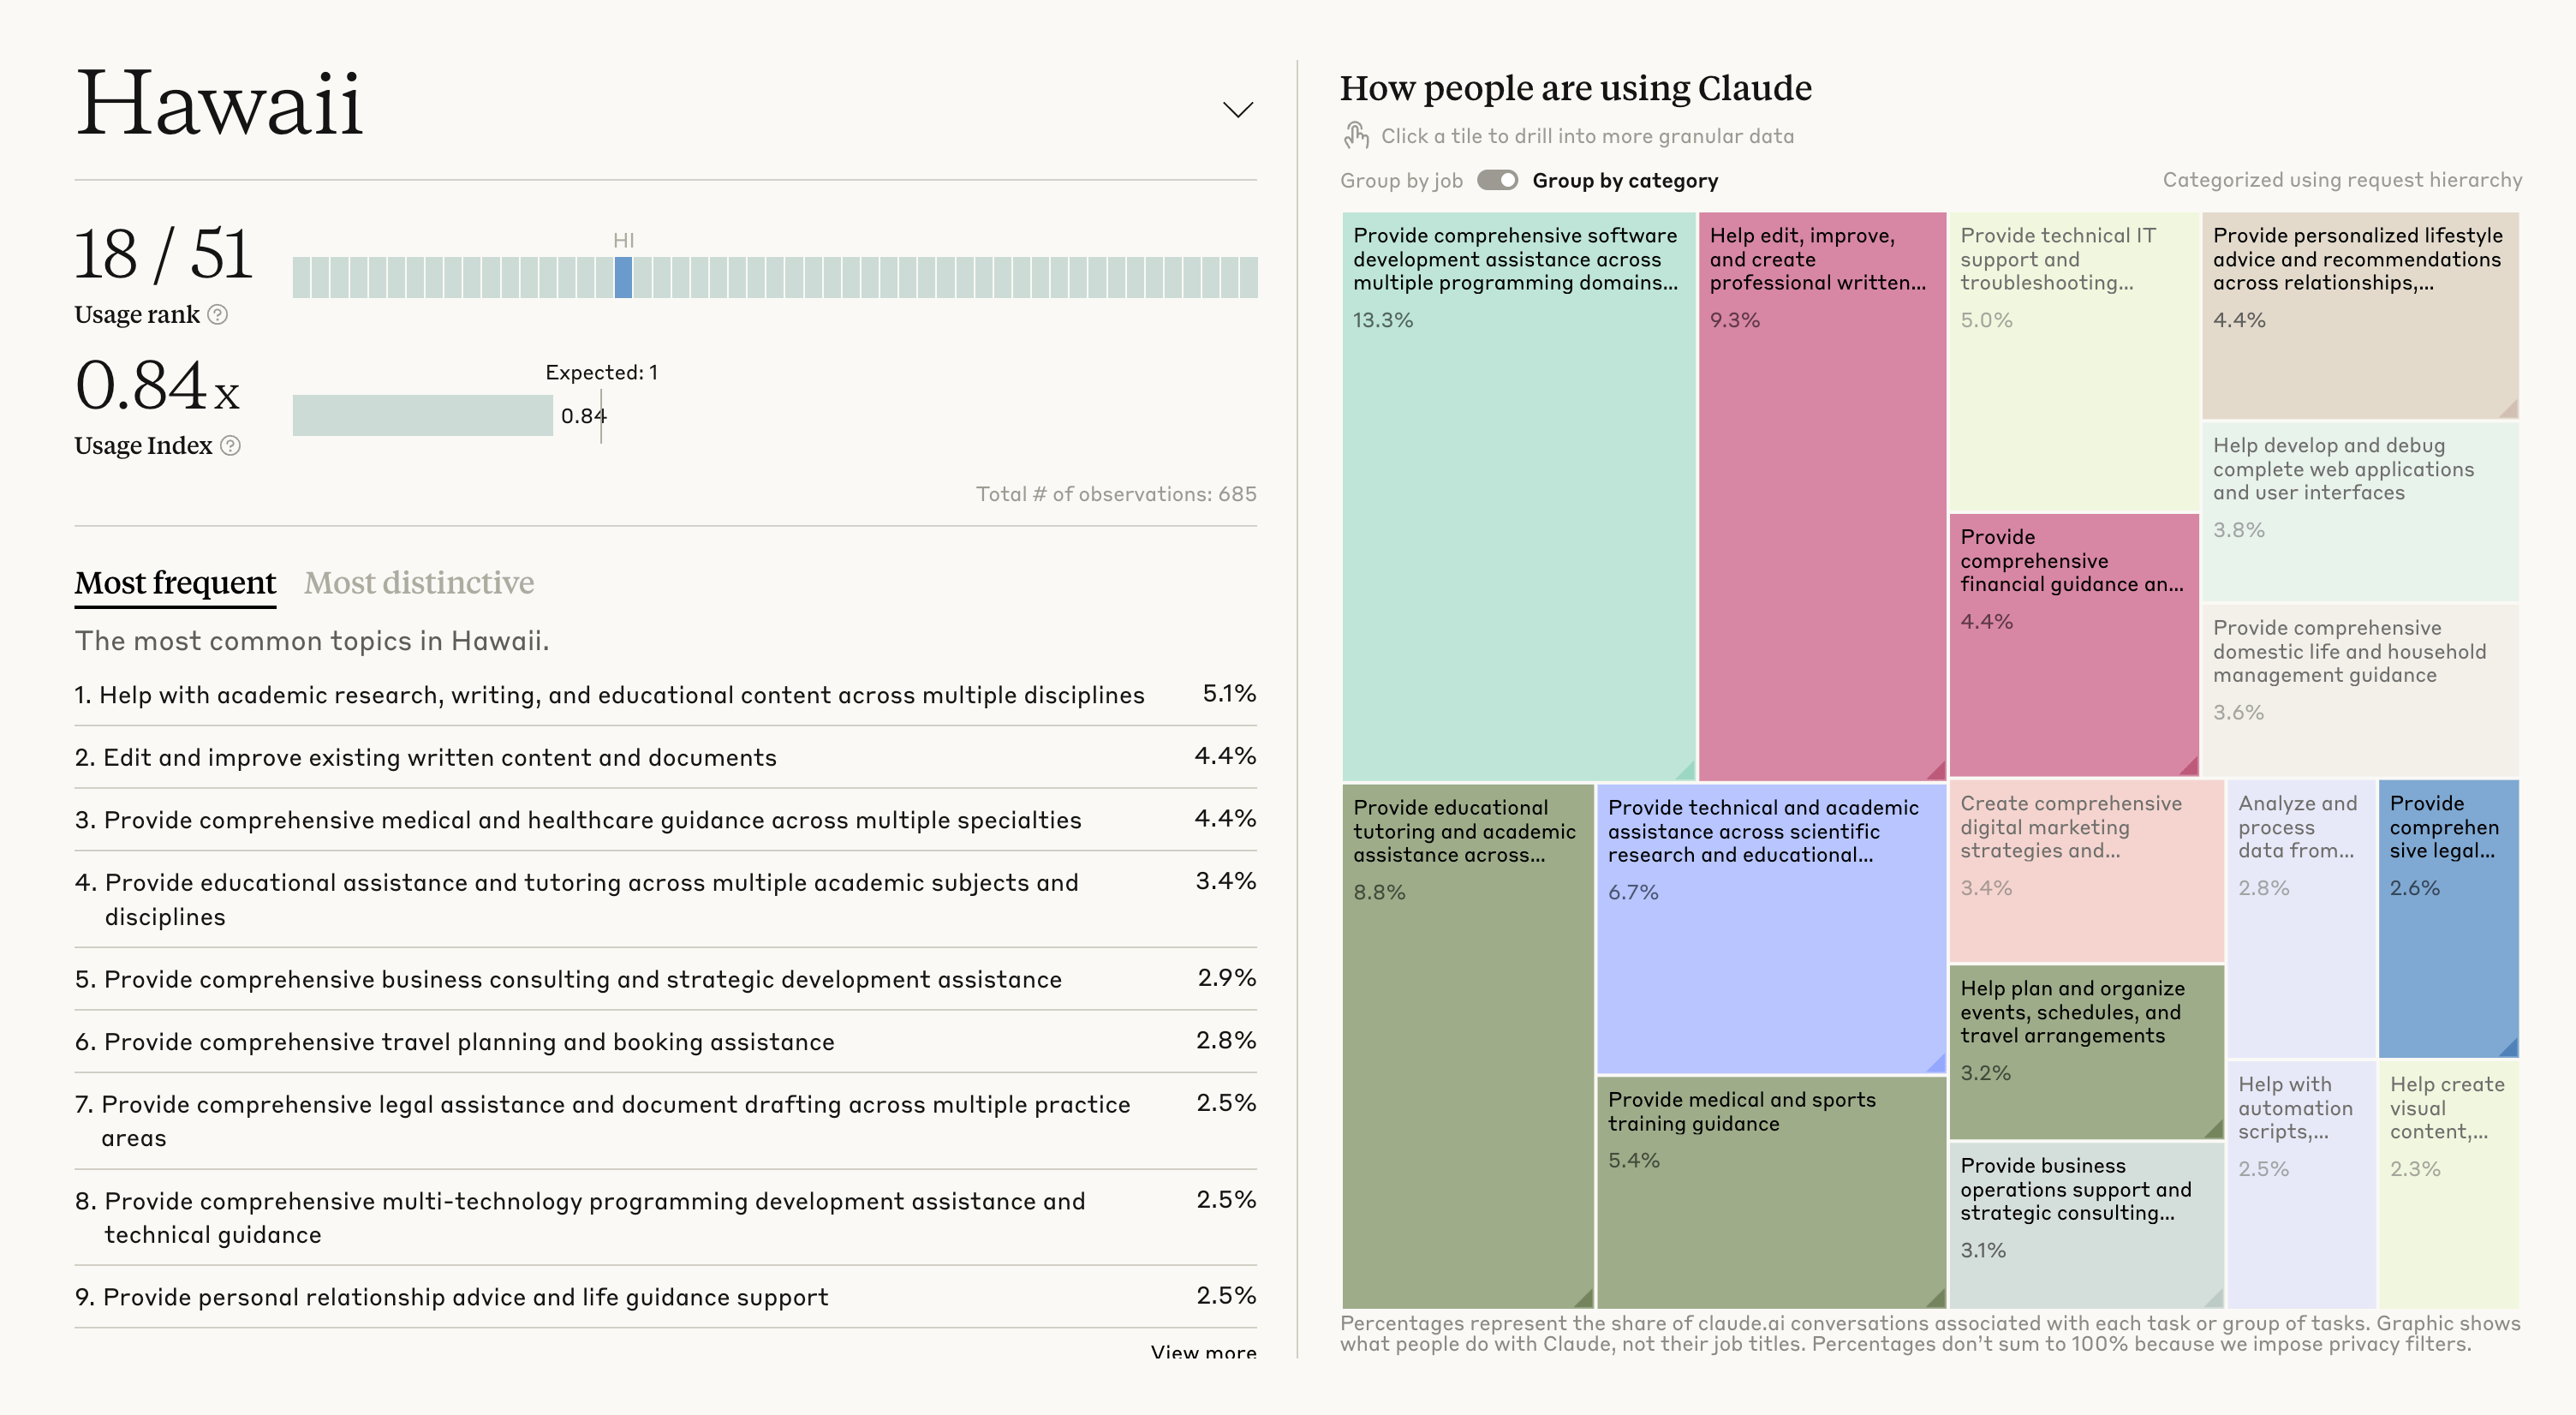 Hawaii
18 / 51
Usage rank ?
HI
0.84 x
Usage Index ?
Expected: 1
0.84
Total # of observations: 685
Most frequent Most distinctive
The most common topics in Hawaii.
1. Help with academic research, writing, and educational content across multiple disciplines 5.1%
2. Edit and improve existing written content and documents 4.4%
3. Provide comprehensive medical and healthcare guidance across multiple specialties 4.4%
4. Provide educational assistance and tutoring across multiple academic subjects and 3.4%
disciplines
5. Provide comprehensive business consulting and strategic development assistance 2.9%
6. Provide comprehensive travel planning and booking assistance 2.8%
7. Provide comprehensive legal assistance and document drafting across multiple practice 2.5%
areas
8. Provide comprehensive multi-technology programming development assistance and 2.5%
technical guidance
9. Provide personal relationship advice and life guidance support 2.5%
View more
How people are using Claude
Click a tile to drill into more granular data
Group by job Group by category
Categorized using request hierarchy
Provide comprehensive software
development assistance across
multiple programming domains...
13.3%
Help edit, improve,
and create
professional written...
9.3%
Provide technical IT
support and
troubleshooting...
5.0%
Provide personalized lifestyle
advice and recommendations
across relationships,...
4.4%
Help develop and debug
complete web applications
and user interfaces
3.8%
Provide
comprehensive
financial guidance an...
4.4%
Provide comprehensive
domestic life and household
management guidance
3.6%
Provide educational
tutoring and academic
assistance across...
8.8%
Provide technical and academic
assistance across scientific
research and educational...
6.7%
Provide medical and sports
training guidance
5.4%
Create comprehensive
digital marketing
strategies and...
3.4%
Analyze and
process
data from...
2.8%
Provide
comprehen
sive legal...
2.6%
Help plan and organize
events, schedules, and
travel arrangements
3.2%
Provide business
operations support and
strategic consulting...
3.1%
Help with
automation
scripts,...
2.5%
Help create
visual
content,...
2.3%
Percentages represent the share of claude.ai conversations associated with each task or group of tasks. Graphic shows
what people do with Claude, not their job titles. Percentages don’t sum to 100% because we impose privacy filters.